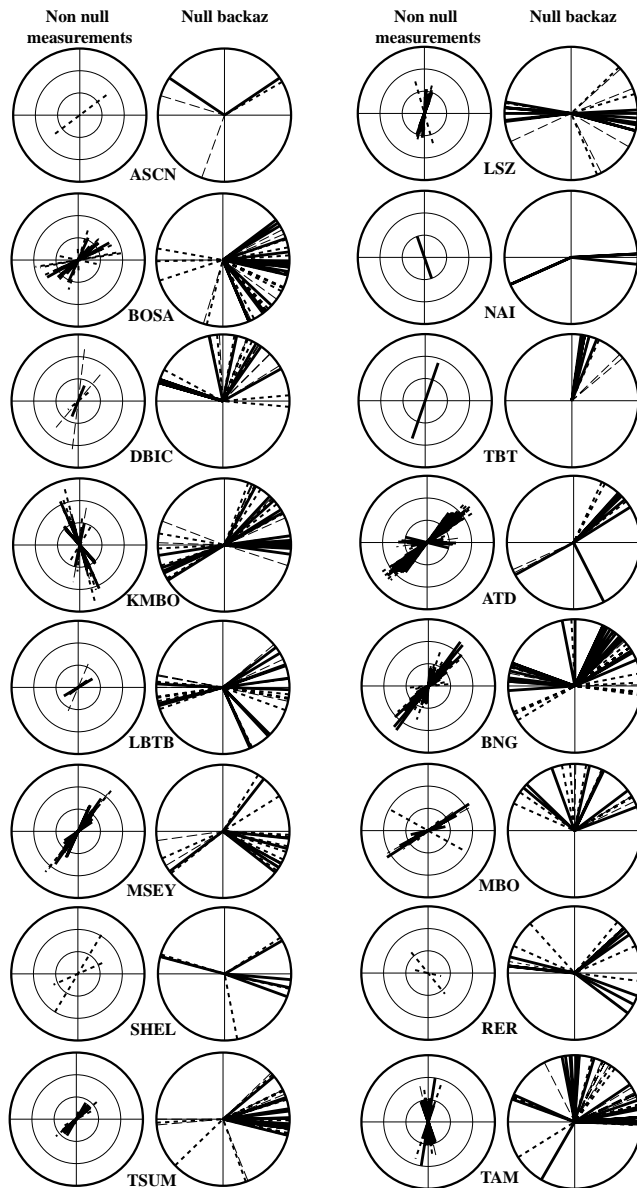 Non null
measurements
Null backaz
Non null
measurements
Null backaz
ASCN
LSZ
BOSA
NAI
DBIC
TBT
KMBO
ATD
LBTB
BNG
MSEY
MBO
SHEL
RER
TSUM
TAM